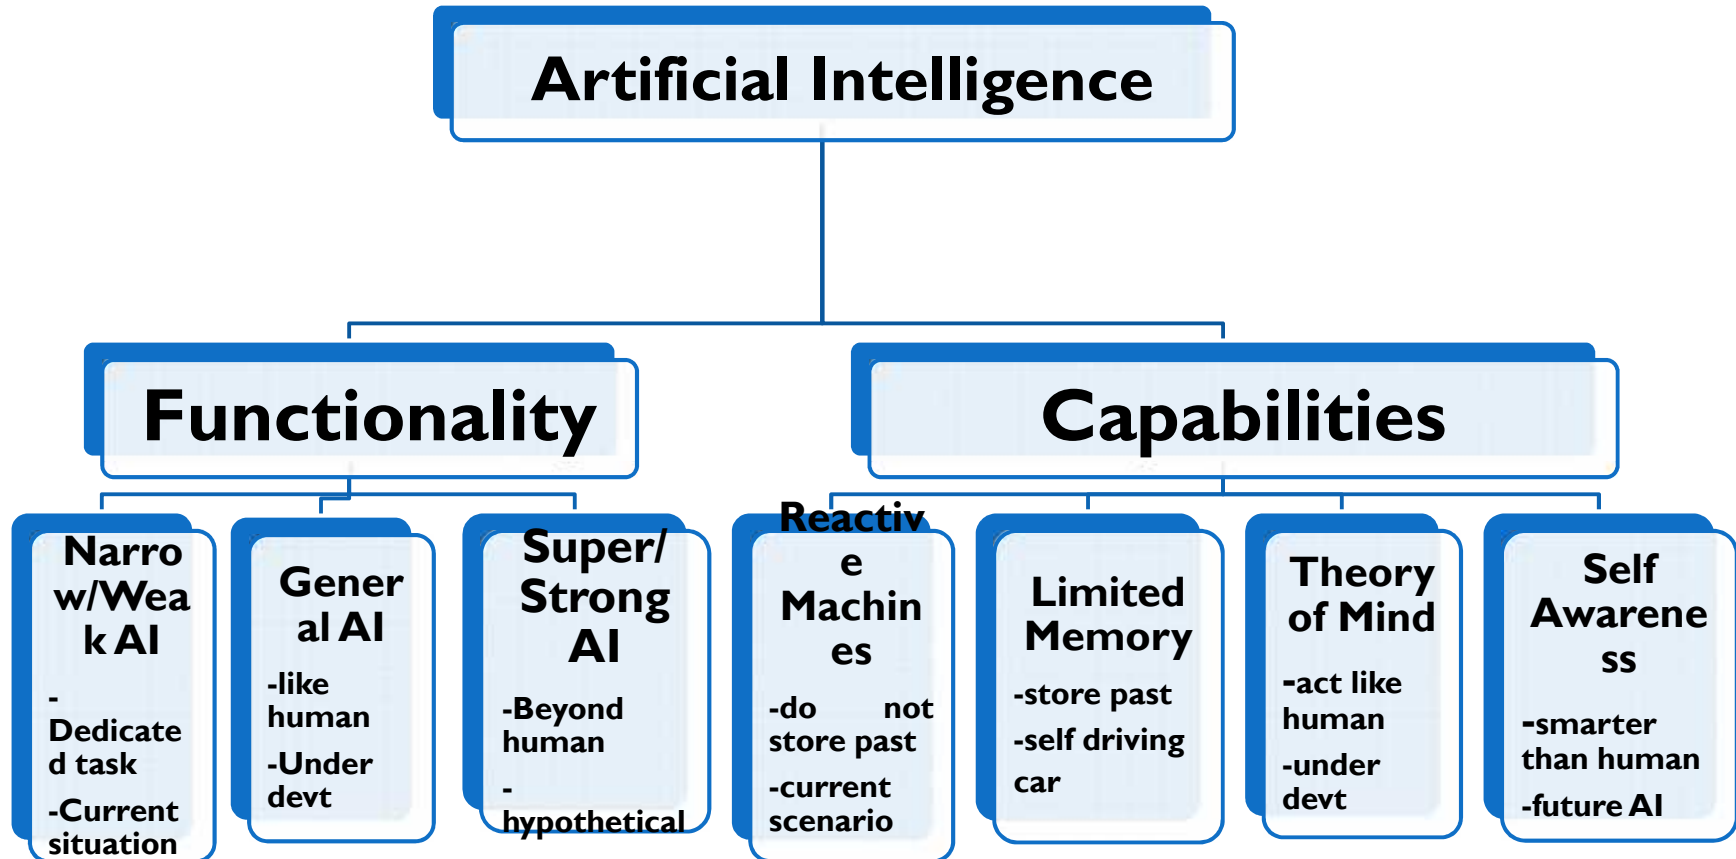 Artificial Intelligence
Functionality
Capabilities
Narro
w/Wea
k AI
-
Dedicate
d task
-Current
situation
Gener
al AI
-like
human
-Under
devt
Super/
Strong
AI
-Beyond
human
-
hypothetical
Reactiv
e
Machin
es
-do not
store past
-current
scenario
Limited
Memory
-store past
-self driving
car
Theory
of Mind
-act like
human
-under
devt
Self
Awarene
ss
-smarter
than human
-future AI